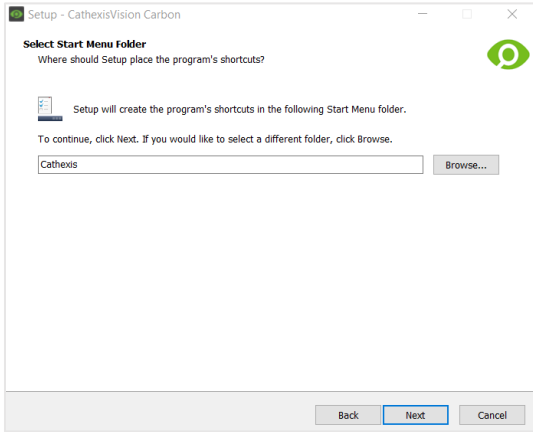 Setup - CathexisVision Carbon
Select Start Menu Folder
Where should Setup place the program's shortcuts?
Setup will create the program's shortcuts in the following Start Menu folder.
To continue, click Next. If you would like to select a different folder, click Browse.
Cathexis
Browse...
Back
Next
Cancel